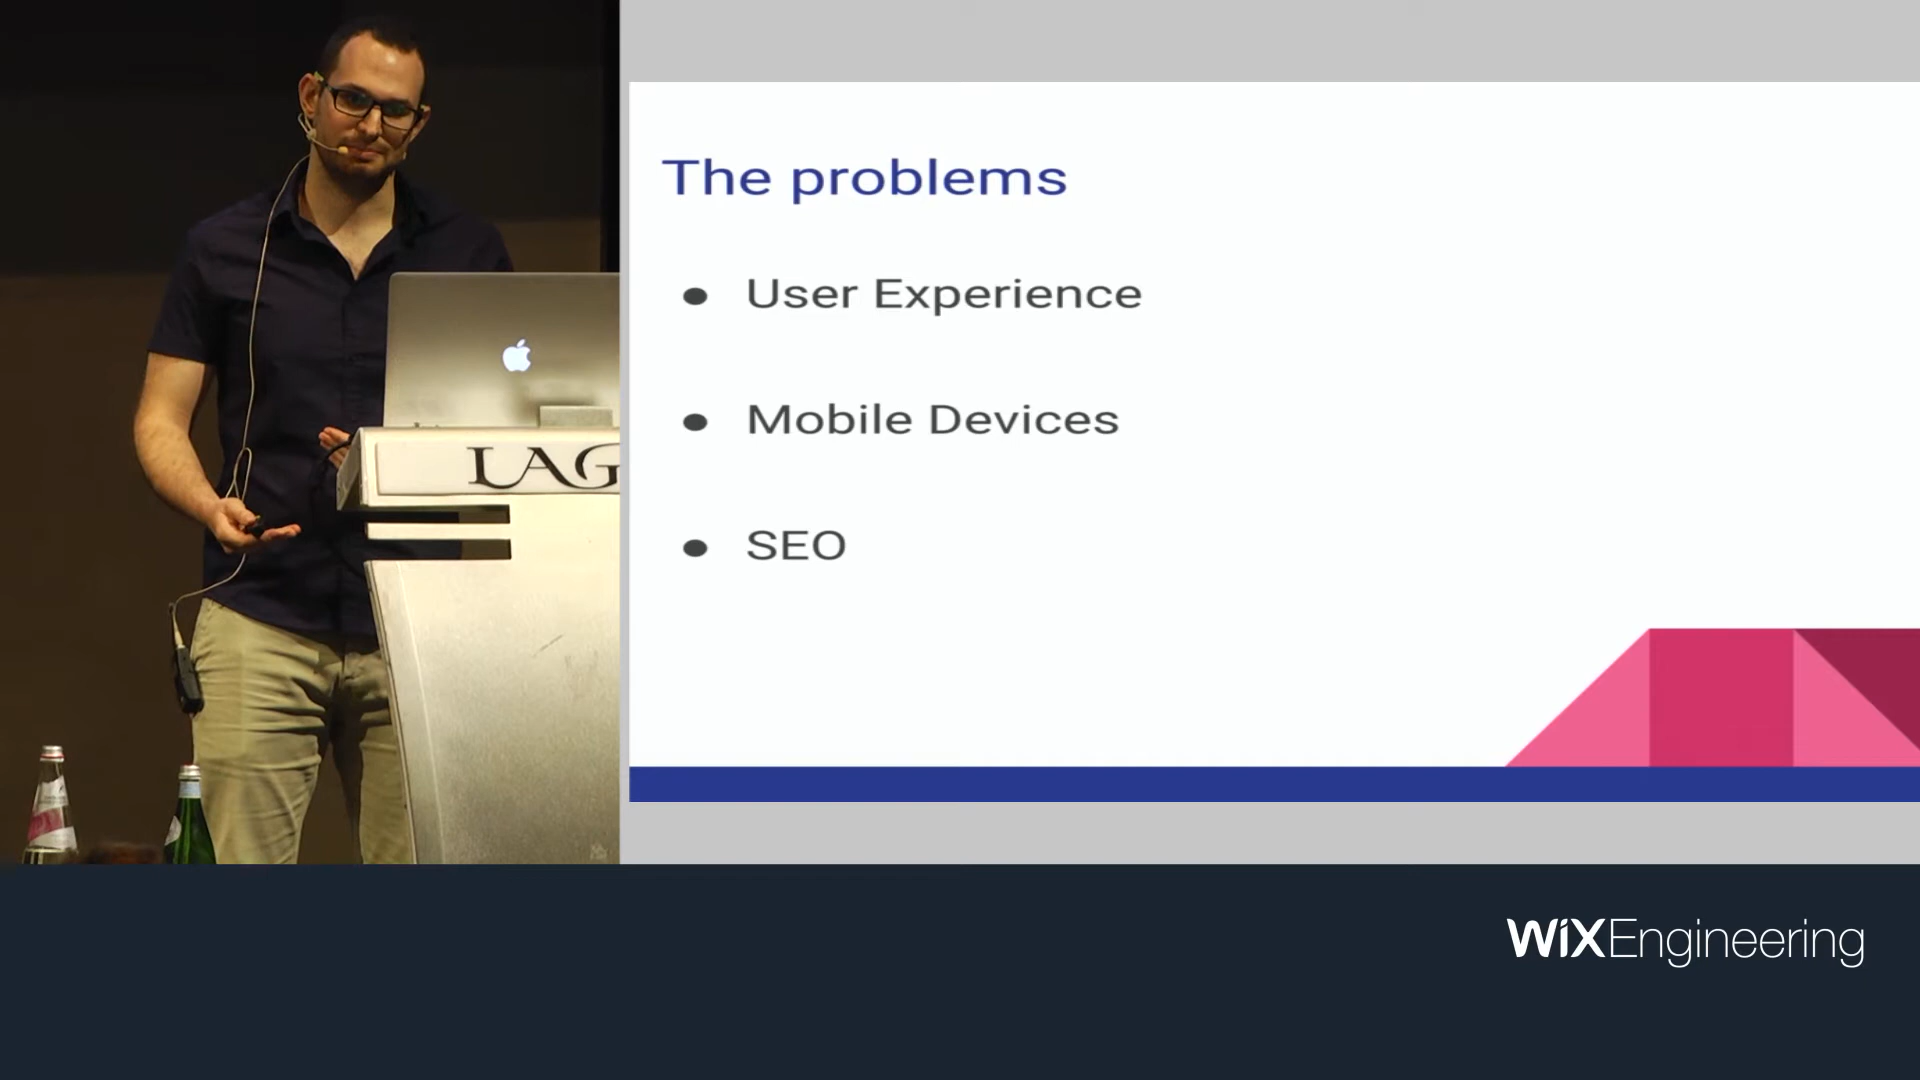 The problems
User Experience
Mobile Devices
SEO
LAG
WiXEngineering